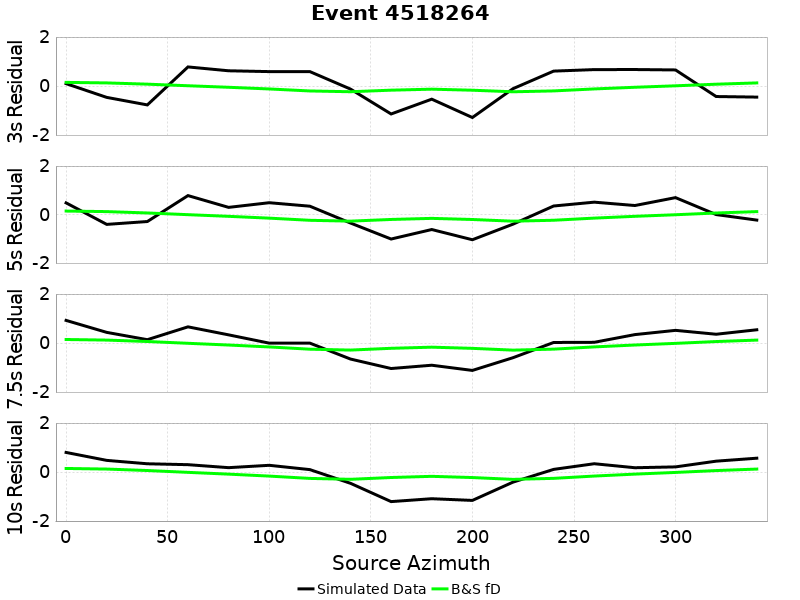 Event 4518264
3s Residual
2
0
-2
5s Residual
2
0
-2
7.5s Residual
2
0
-2
10s Residual
2
0
-2
0 50 100 150 200 250 300
Source Azimuth
Simulated Data B&S fD